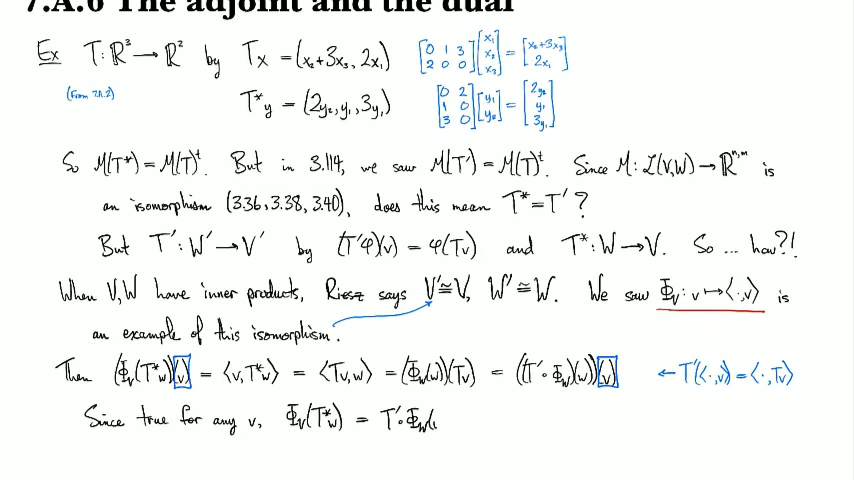 7.A.6 The adjoint and the dual
Ex T: ℝ³ → ℝ² by Tx = (x₂+3x₃, 2x₁) [0 1 3; 2 0 0][x₁; x₂; x₃] = [x₂+3x₃; 2x₁]
(From 7.A.2) T*y = (2y₂, y₁, 3y₁) [0 2; 1 0; 3 0][y₁; y₂] = [2y₂; y₁; 3y₁]
So M(T*) = M(T)ᵗ. But in 3.114, we saw M(T') = M(T)ᵗ. Since M: L(V,W) → ℝⁿ,ᵐ is
an isomorphism (3.36, 3.38, 3.40), does this mean T* = T' ?
But T': W' → V' by (T'φ)(v) = φ(Tv) and T*: W → V. So ... how?!
When V, W have inner products, Riesz says V' ≅ V, W' ≅ W. We saw Φ_V: v ↦ ⟨·,v⟩ is
an example of this isomorphism.
Then (Φ_V(T*w))(v) = ⟨v, T*w⟩ = ⟨Tv, w⟩ = (Φ_W(w))(Tv) = ((T'∘Φ_W)(w))(v) ← T'(⟨·,v⟩) = ⟨·,Tv⟩
Since true for any v, Φ_V(T*w) = T'∘Φ_W(